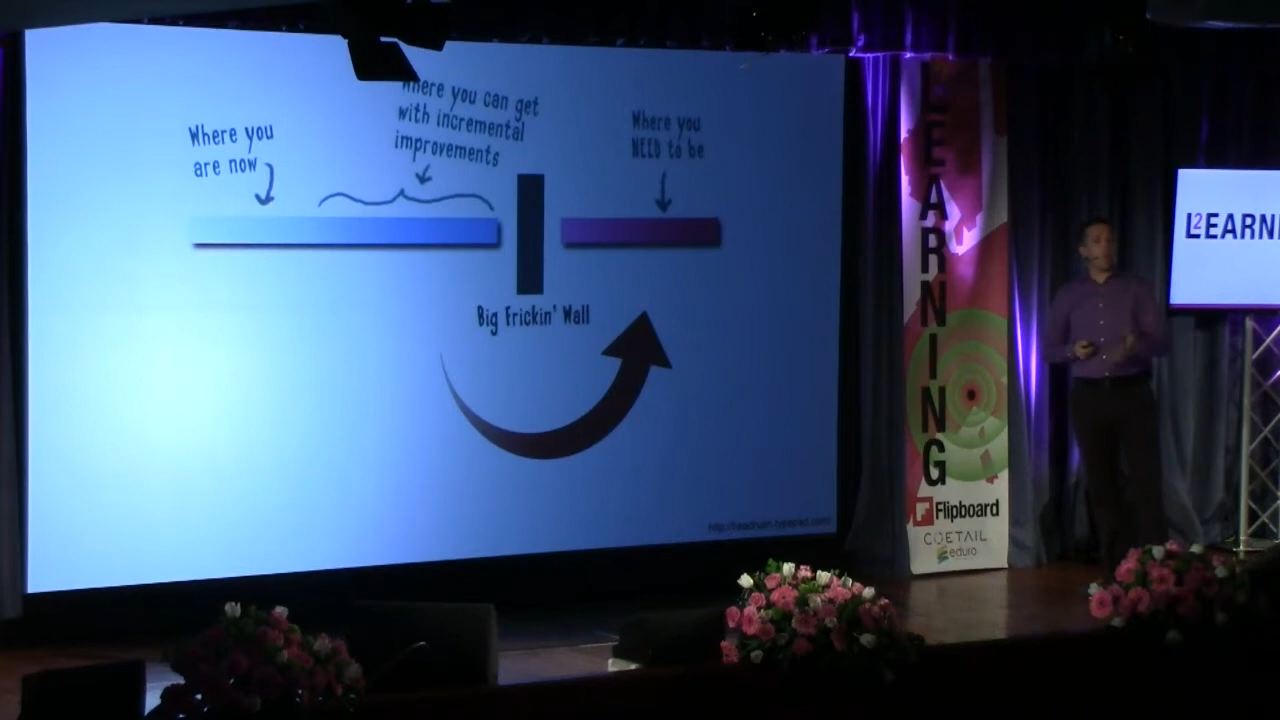 Where you
are now
where you can get
with incremental
improvements
Where you
NEED to be
Big Frickin' Wall
LEARNING
Flipboard
COETAIL
eduro
L2EARNI